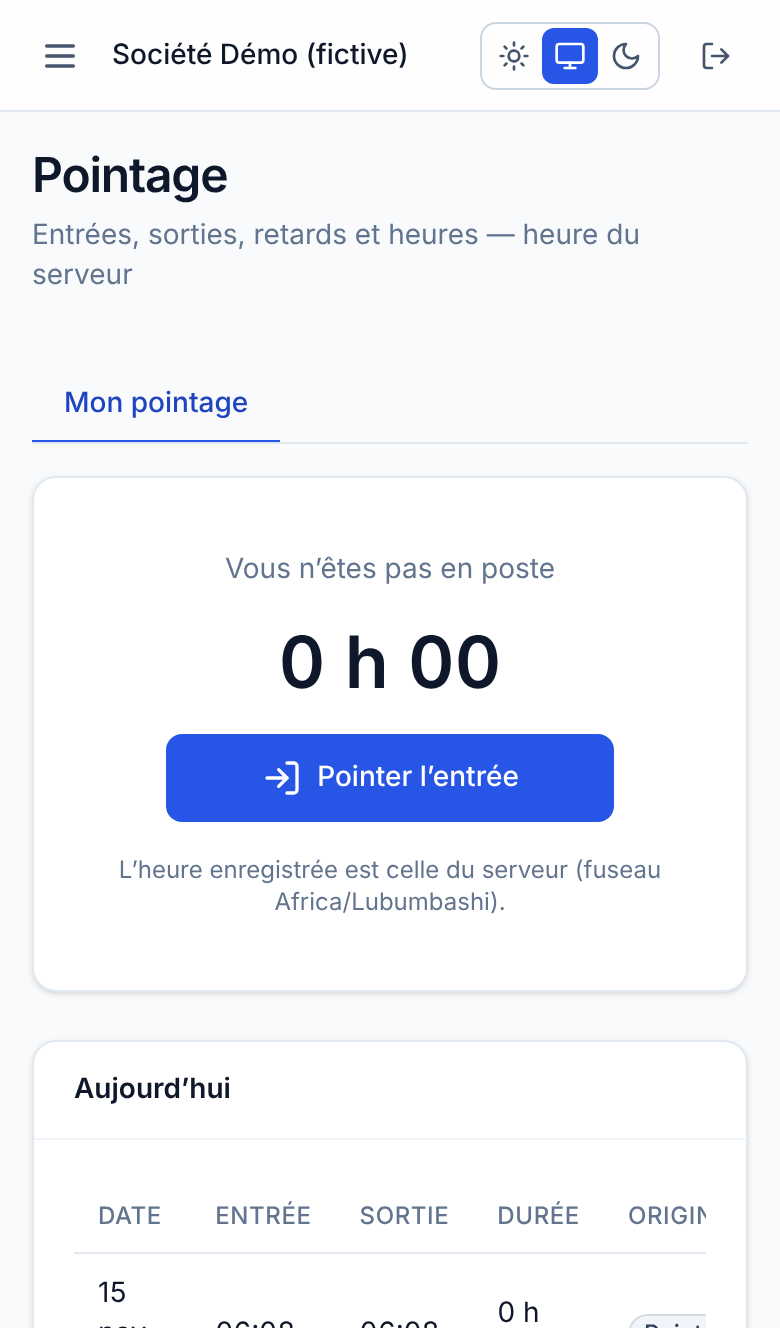 Société Démo (fictive)
Pointage
Entrées, sorties, retards et heures — heure du
serveur
Mon pointage
Vous n’êtes pas en poste
0 h 00
Pointer l’entrée
L’heure enregistrée est celle du serveur (fuseau
Africa/Lubumbashi).
Aujourd’hui
DATE ENTRÉE SORTIE DURÉE
15
0 h